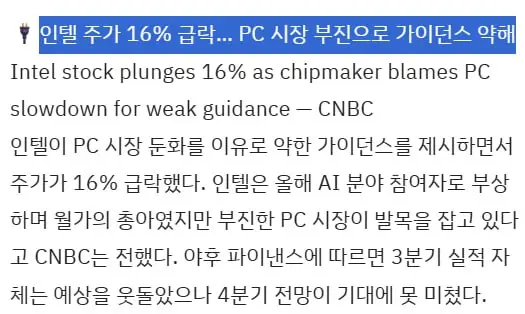 인텔 주가 16% 급락... PC 시장 부진으로 가이던스 약해
Intel stock plunges 16% as chipmaker blames PC
slowdown for weak guidance — CNBC
인텔이 PC 시장 둔화를 이유로 약한 가이던스를 제시하면서
주가가 16% 급락했다. 인텔은 올해 AI 분야 참여자로 부상
하며 월가의 총아였지만 부진한 PC 시장이 발목을 잡고 있다
고 CNBC는 전했다. 야후 파이낸스에 따르면 3분기 실적 자
체는 예상을 웃돌았으나 4분기 전망이 기대에 못 미쳤다.